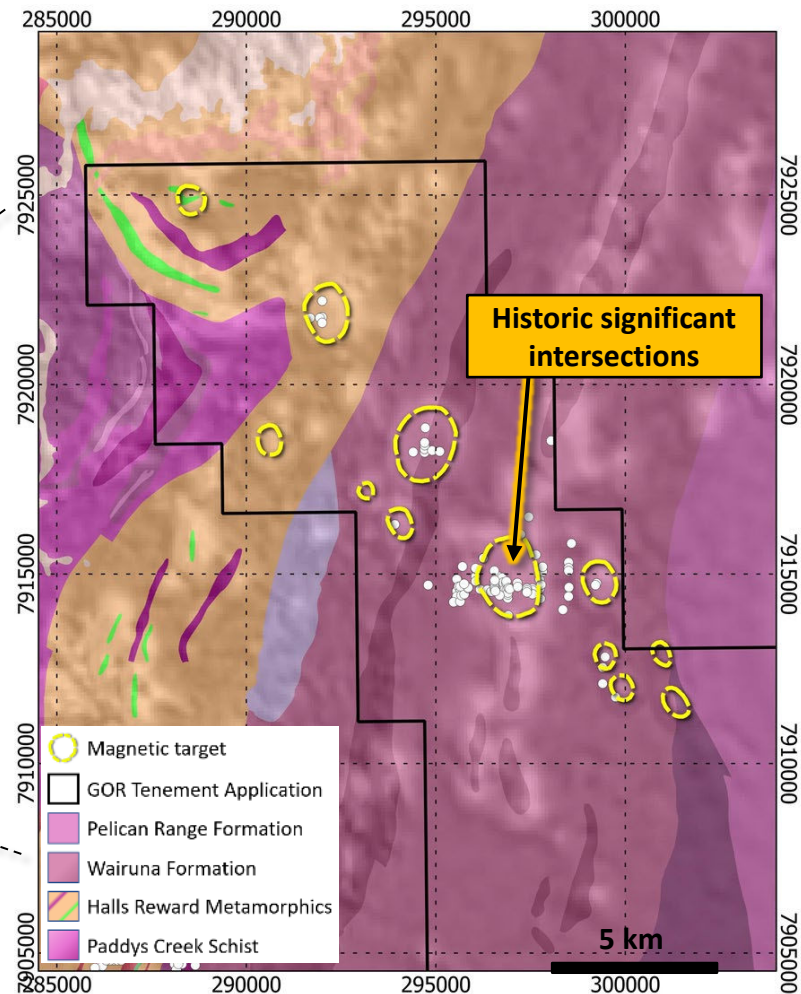 285000
290000
295000
300000
7925000
7925000
Historic significant
intersections
7920000
7920000
7915000
7915000
7910000
7910000
Magnetic target
GOR Tenement Application
Pelican Range Formation
Wairuna Formation
Halls Reward Metamorphics
Paddys Creek Schist
5 km
7905000
7905000
285000
290000
295000
300000